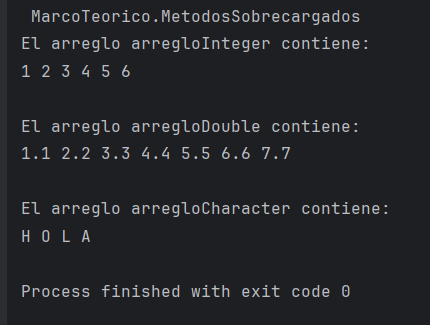 MarcoTeorico.MetodosSobrecargados
El arreglo arregloInteger contiene:
1 2 3 4 5 6
El arreglo arregloDouble contiene:
1.1 2.2 3.3 4.4 5.5 6.6 7.7
El arreglo arregloCharacter contiene:
H O L A
Process finished with exit code 0